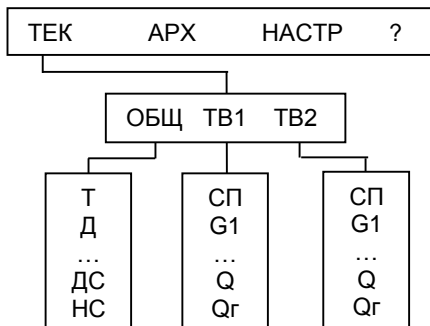 ТЕК АРХ НАСТР ?
ОБЩ ТВ1 ТВ2
Т
Д
...
ДС
НС
СП
G1
...
Q
Qг
СП
G1
...
Q
Qг